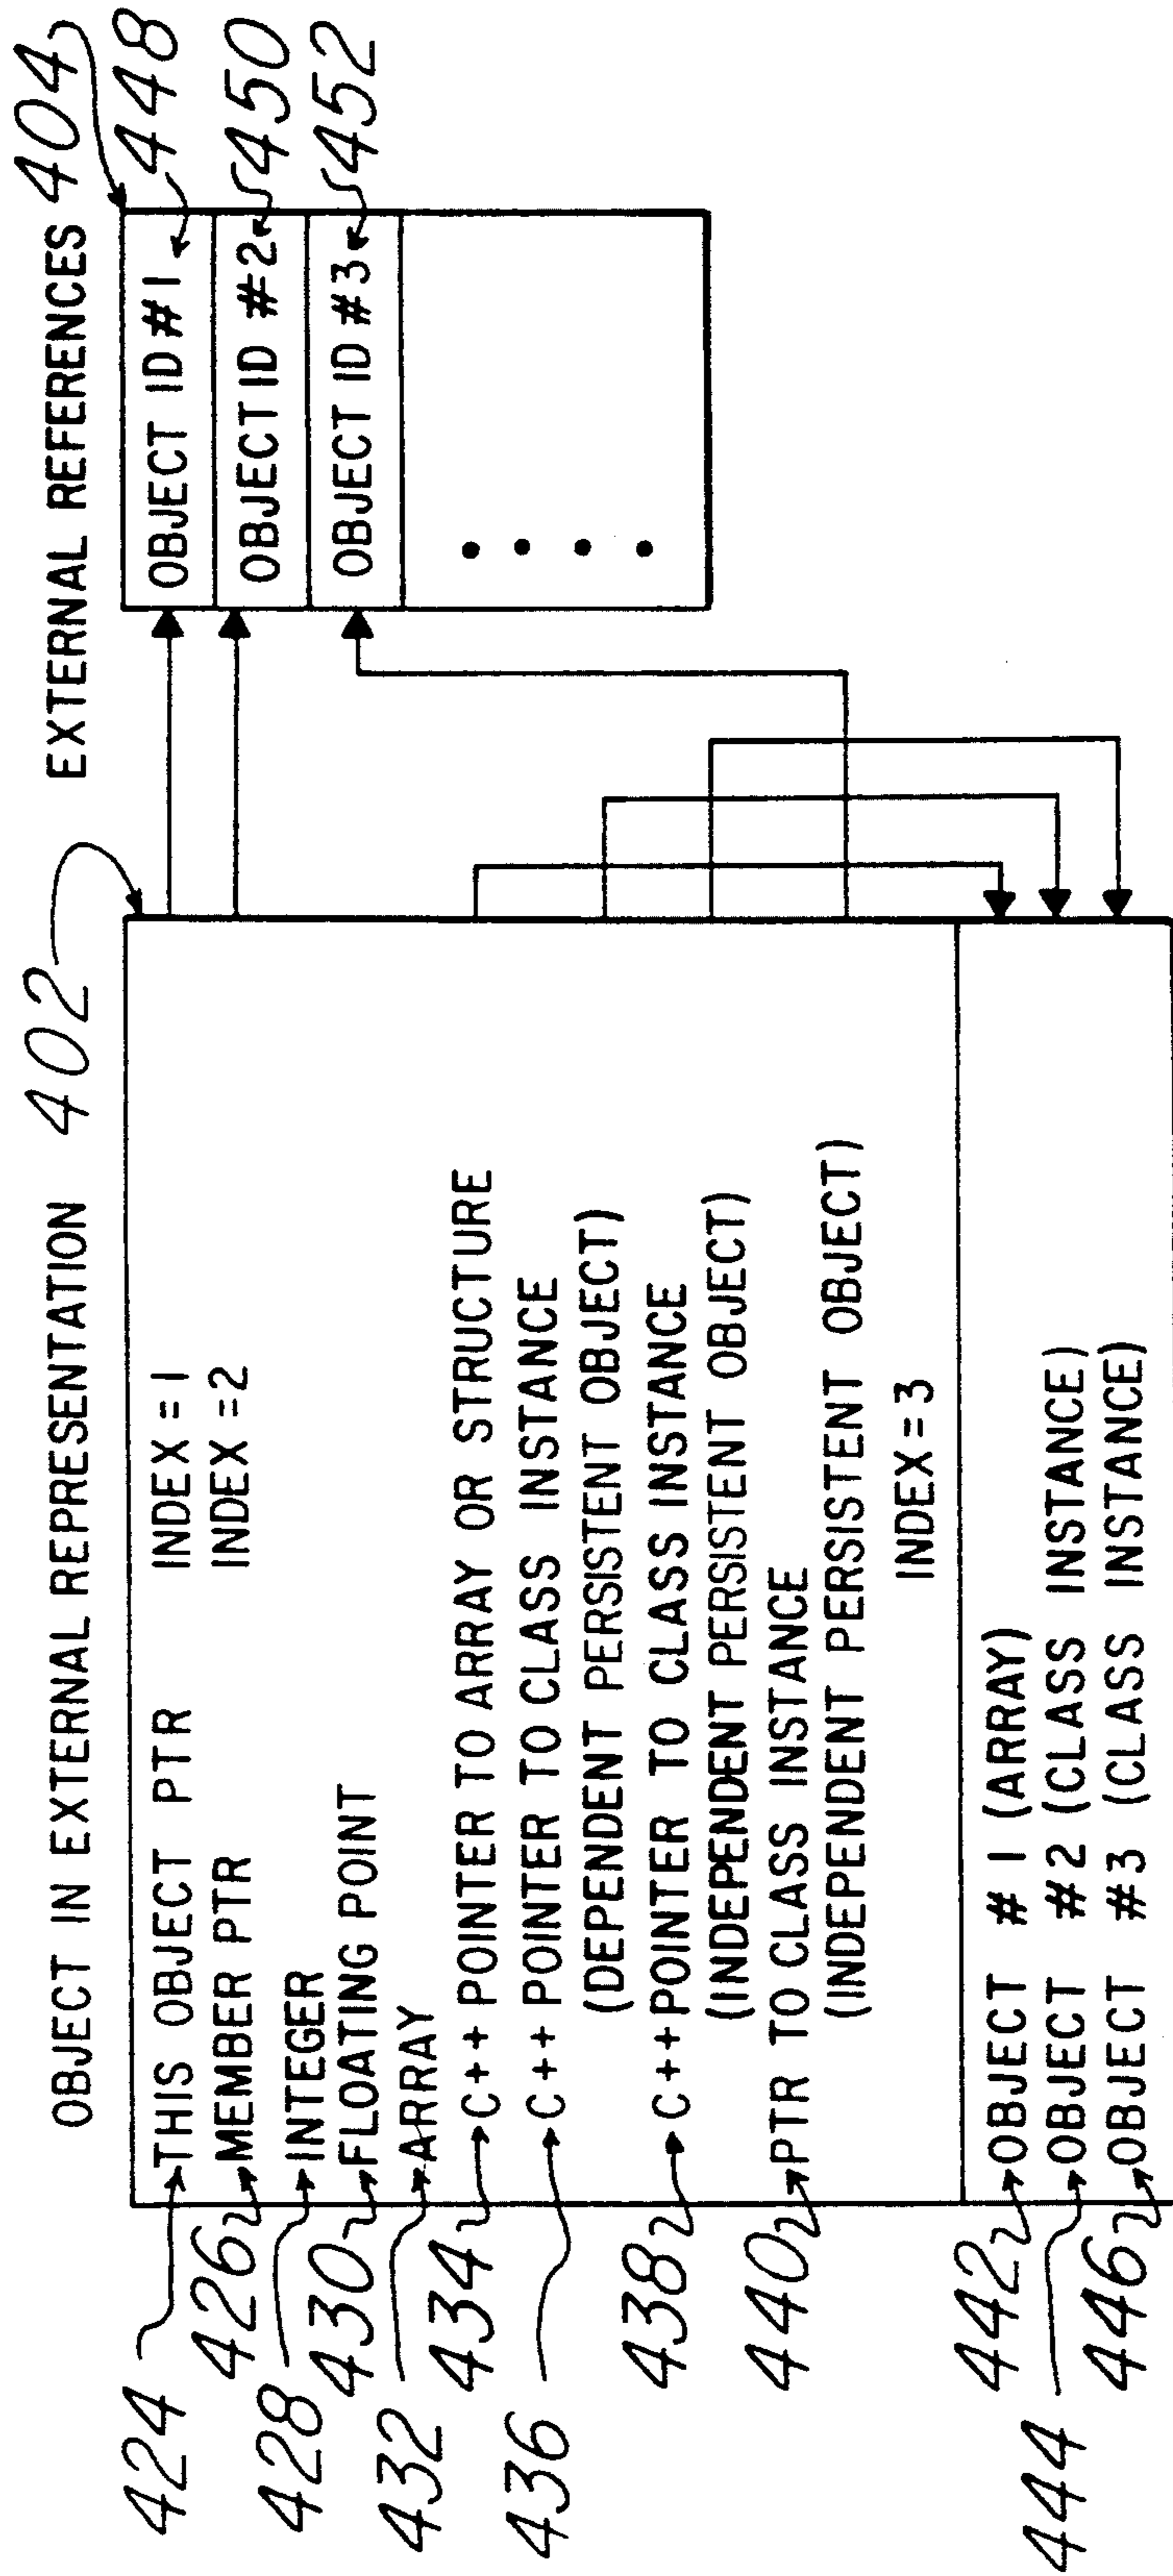 OBJECT IN EXTERNAL REPRESENTATION 402
EXTERNAL REFERENCES 404
424 THIS OBJECT PTR INDEX = 1
426 MEMBER PTR INDEX = 2
428 INTEGER
430 FLOATING POINT
432 ARRAY
434 C++ POINTER TO ARRAY OR STRUCTURE
436 C++ POINTER TO CLASS INSTANCE
(DEPENDENT PERSISTENT OBJECT)
438 C++ POINTER TO CLASS INSTANCE
(INDEPENDENT PERSISTENT OBJECT)
440 PTR TO CLASS INSTANCE
(INDEPENDENT PERSISTENT OBJECT)
INDEX = 3
442 OBJECT #1 (ARRAY)
444 OBJECT #2 (CLASS INSTANCE)
446 OBJECT #3 (CLASS INSTANCE)
OBJECT ID #1 448
OBJECT ID #2 450
OBJECT ID #3 452